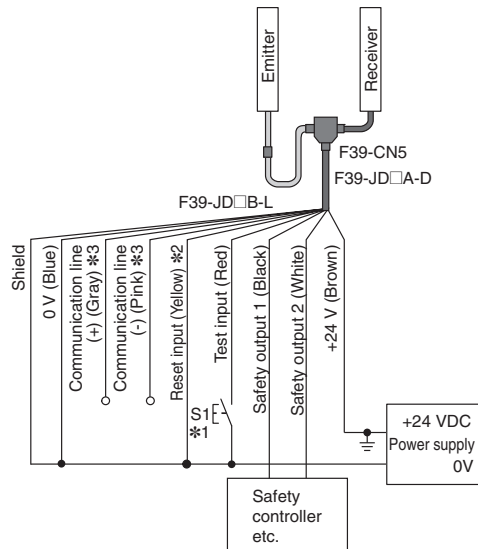 Emitter
Receiver
F39-CN5
F39-JD□A-D
F39-JD□B-L
Shield
0 V (Blue)
Communication line
(+) (Gray) *3
Communication line
(-) (Pink) *3
Reset input (Yellow) *2
Test input (Red)
Safety output 1 (Black)
Safety output 2 (White)
+24 V (Brown)
S1
*1
+24 VDC
Power supply
0V
Safety
controller
etc.